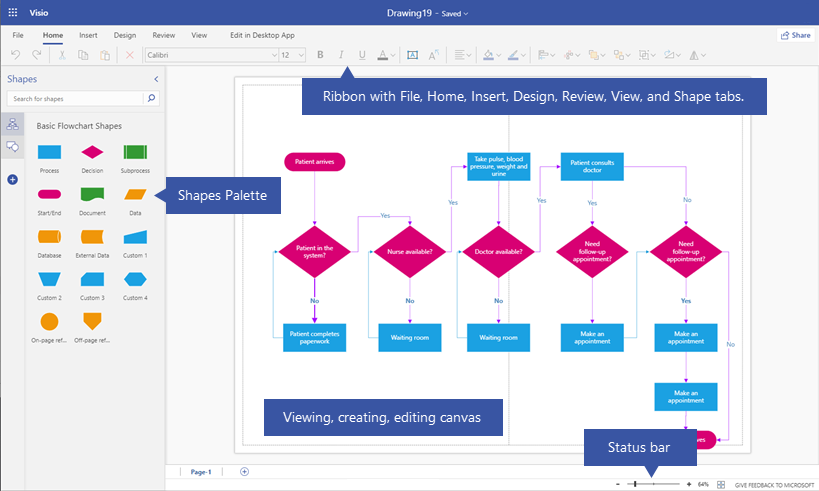 Visio
Drawing19 - Saved
File Home Insert Design Review View Edit in Desktop App
Share
Calibri 12 B I U A A A
Shapes
Search for shapes
Ribbon with File, Home, Insert, Design, Review, View, and Shape tabs.
Basic Flowchart Shapes
Process Decision Subprocess
Start/End Document Data
Database External Data Custom 1
Custom 2 Custom 3 Custom 4
On-page ref... Off-page ref...
Shapes Palette
Patient arrives
Take pulse, blood
pressure, weight and
urine
Patient consults
doctor
Yes
Yes
Yes
Yes
No
Patient in the
system?
Nurse available?
Doctor available?
Need
follow-up
appointment?
Need
follow-up
appointment?
No
No
No
Yes
Patient completes
paperwork
Waiting room
Waiting room
Make an
appointment
Make an
appointment
No
Make an
appointment
Viewing, creating, editing canvas
Status bar
Page-1
64%
GIVE FEEDBACK TO MICROSOFT